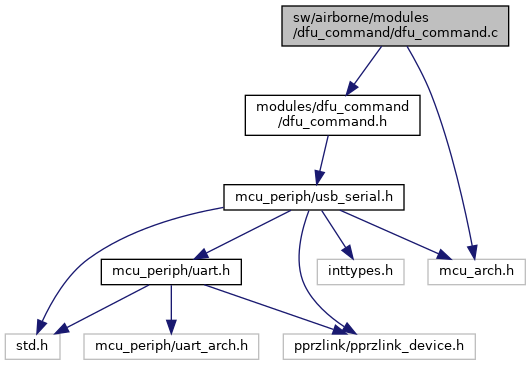 sw/airborne/modules
/dfu_command/dfu_command.c
modules/dfu_command
/dfu_command.h
mcu_periph/usb_serial.h
mcu_periph/uart.h
inttypes.h
mcu_arch.h
std.h
mcu_periph/uart_arch.h
pprzlink/pprzlink_device.h